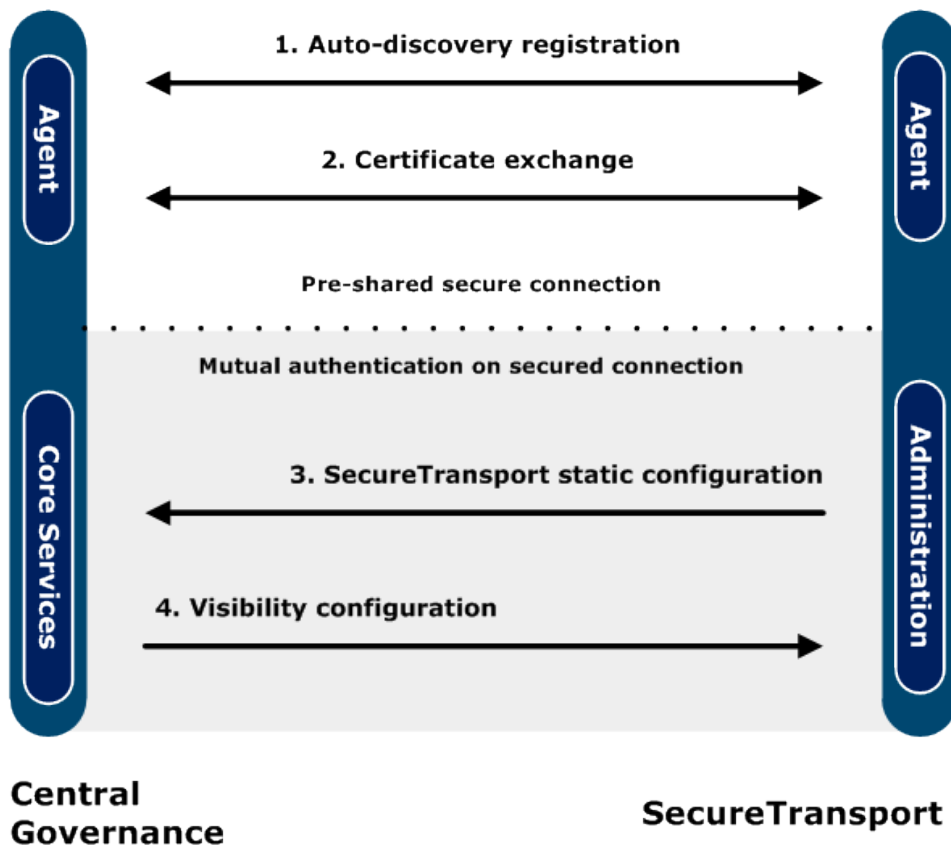 1. Auto-discovery registration
Agent
Agent
2. Certificate exchange
Pre-shared secure connection
Mutual authentication on secured connection
Core Services
Administration
3. SecureTransport static configuration
4. Visibility configuration
Central
Governance
SecureTransport